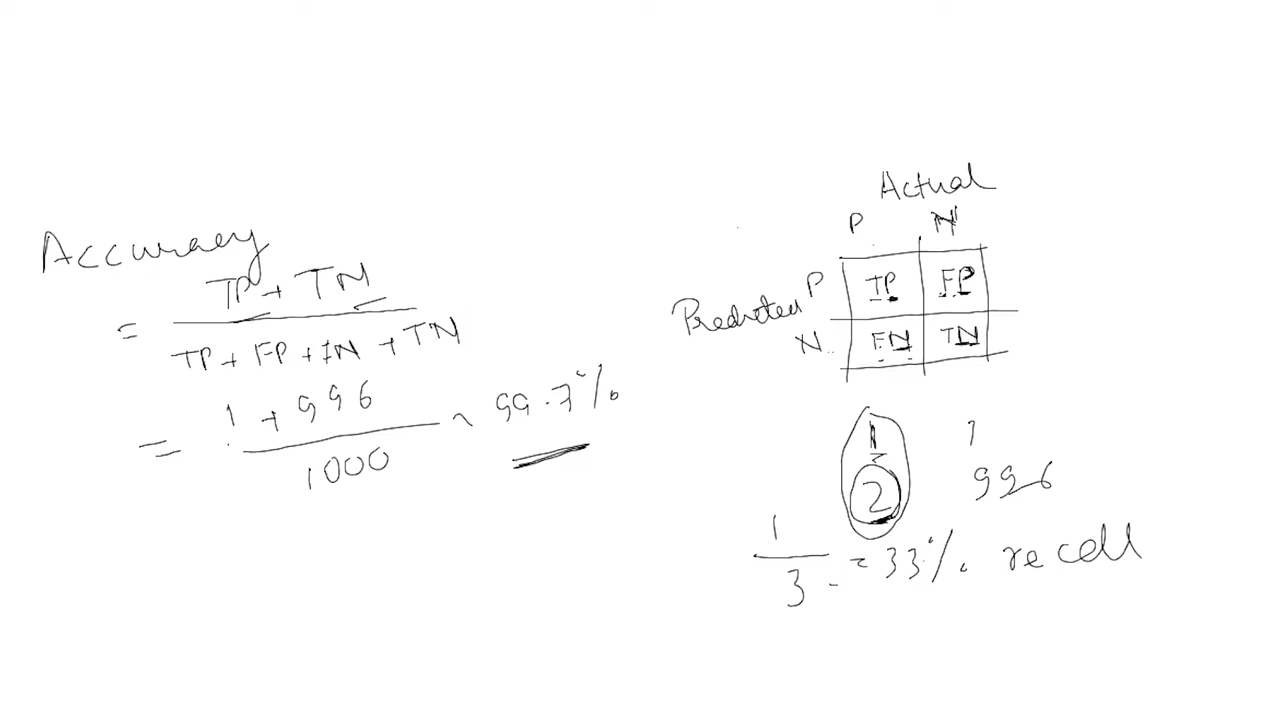 Accuracy
= TP + TN
TP + FP + FN + TN
= 1 + 996
1000
~ 99.7%
Actual
P N
Predicted P TP FP
N FN TN
1 1
2 996
1
3 = 33% recall